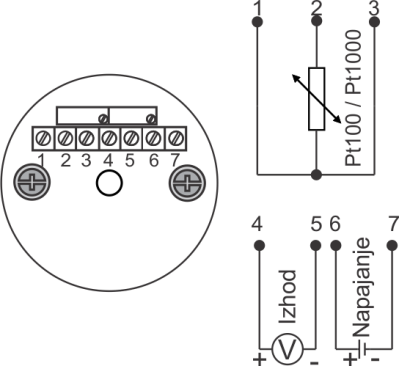 1 2 3
Pt100 / Pt1000
1 2 3 4 5 6 7
4 5 6 7
Izhod
Napajanje
V
+ - + -